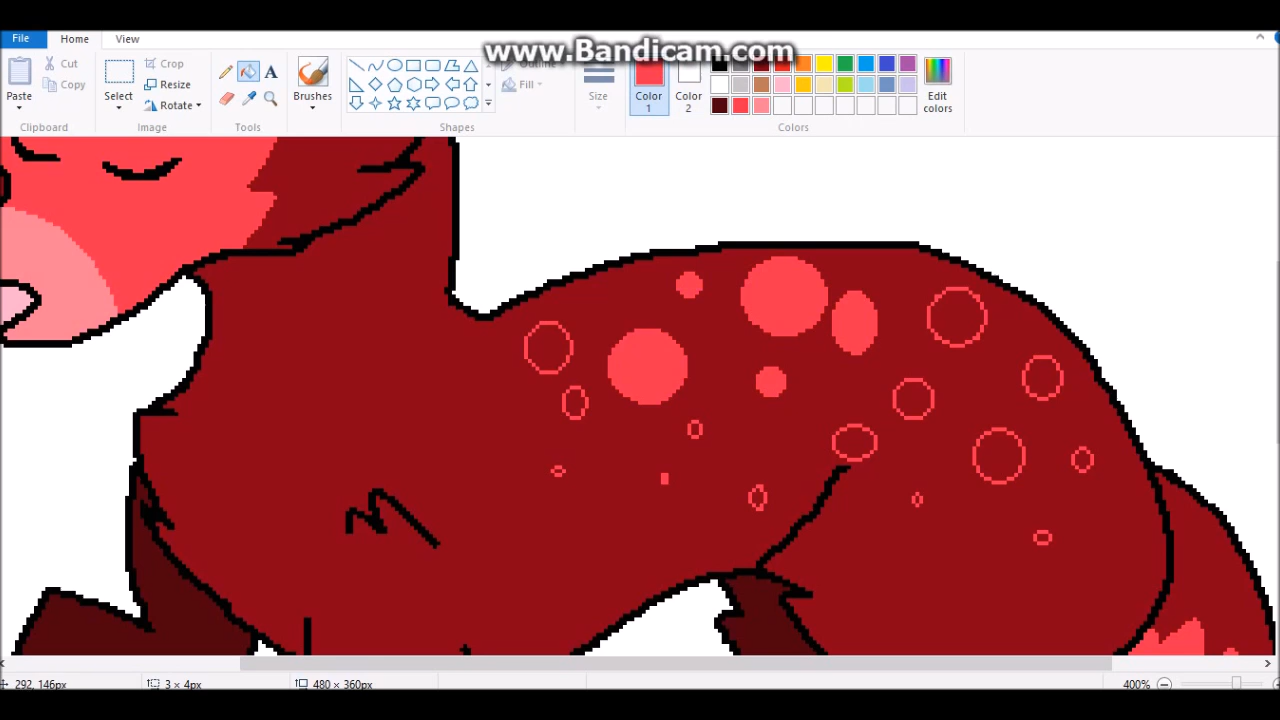 www.Bandicam.com
File Home View
Cut
Copy
Paste
Clipboard
Select
Crop
Resize
Rotate
Image
A
Tools
Brushes
Outline
Fill
Shapes
Size
Color 1
Color 2
Edit colors
Colors
292, 146px
3 × 4px
480 × 360px
400%